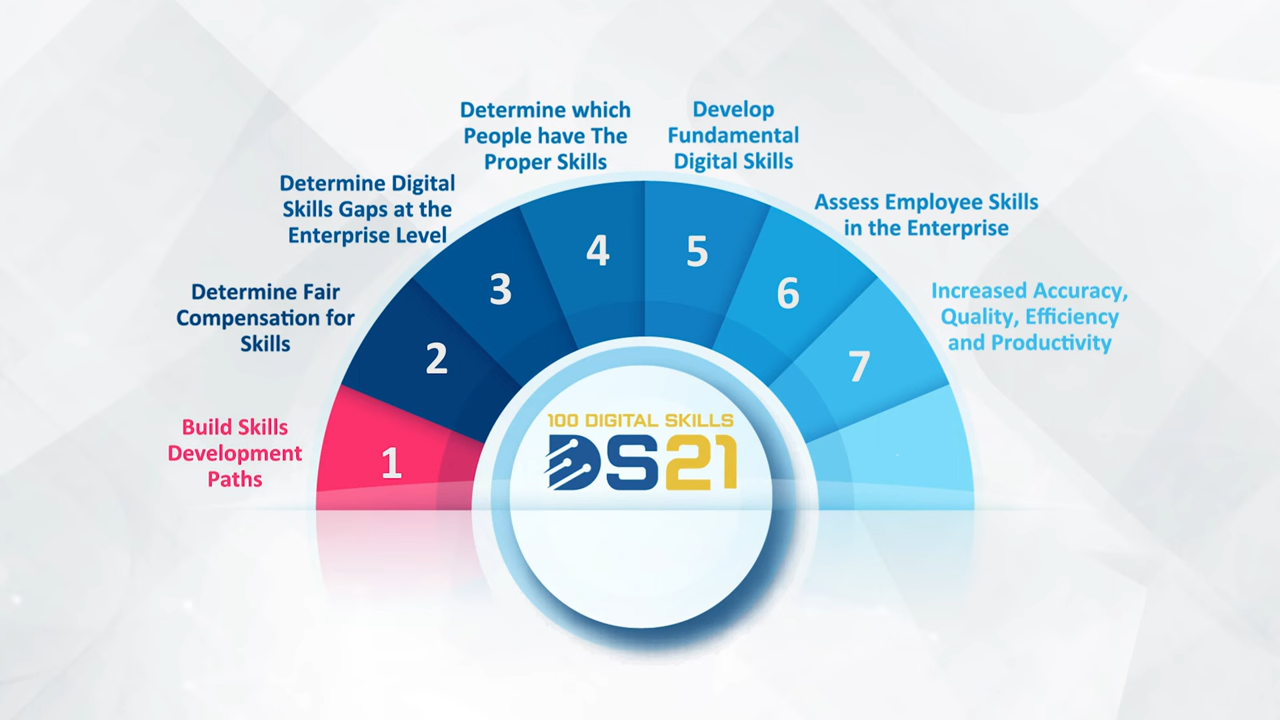 Determine which
People have The
Proper Skills
Develop
Fundamental
Digital Skills
Determine Digital
Skills Gaps at the
Enterprise Level
Assess Employee Skills
in the Enterprise
Determine Fair
Compensation for
Skills
Increased Accuracy,
Quality, Efficiency
and Productivity
Build Skills
Development
Paths
1
2
3
4
5
6
7
100 DIGITAL SKILLS
DS21